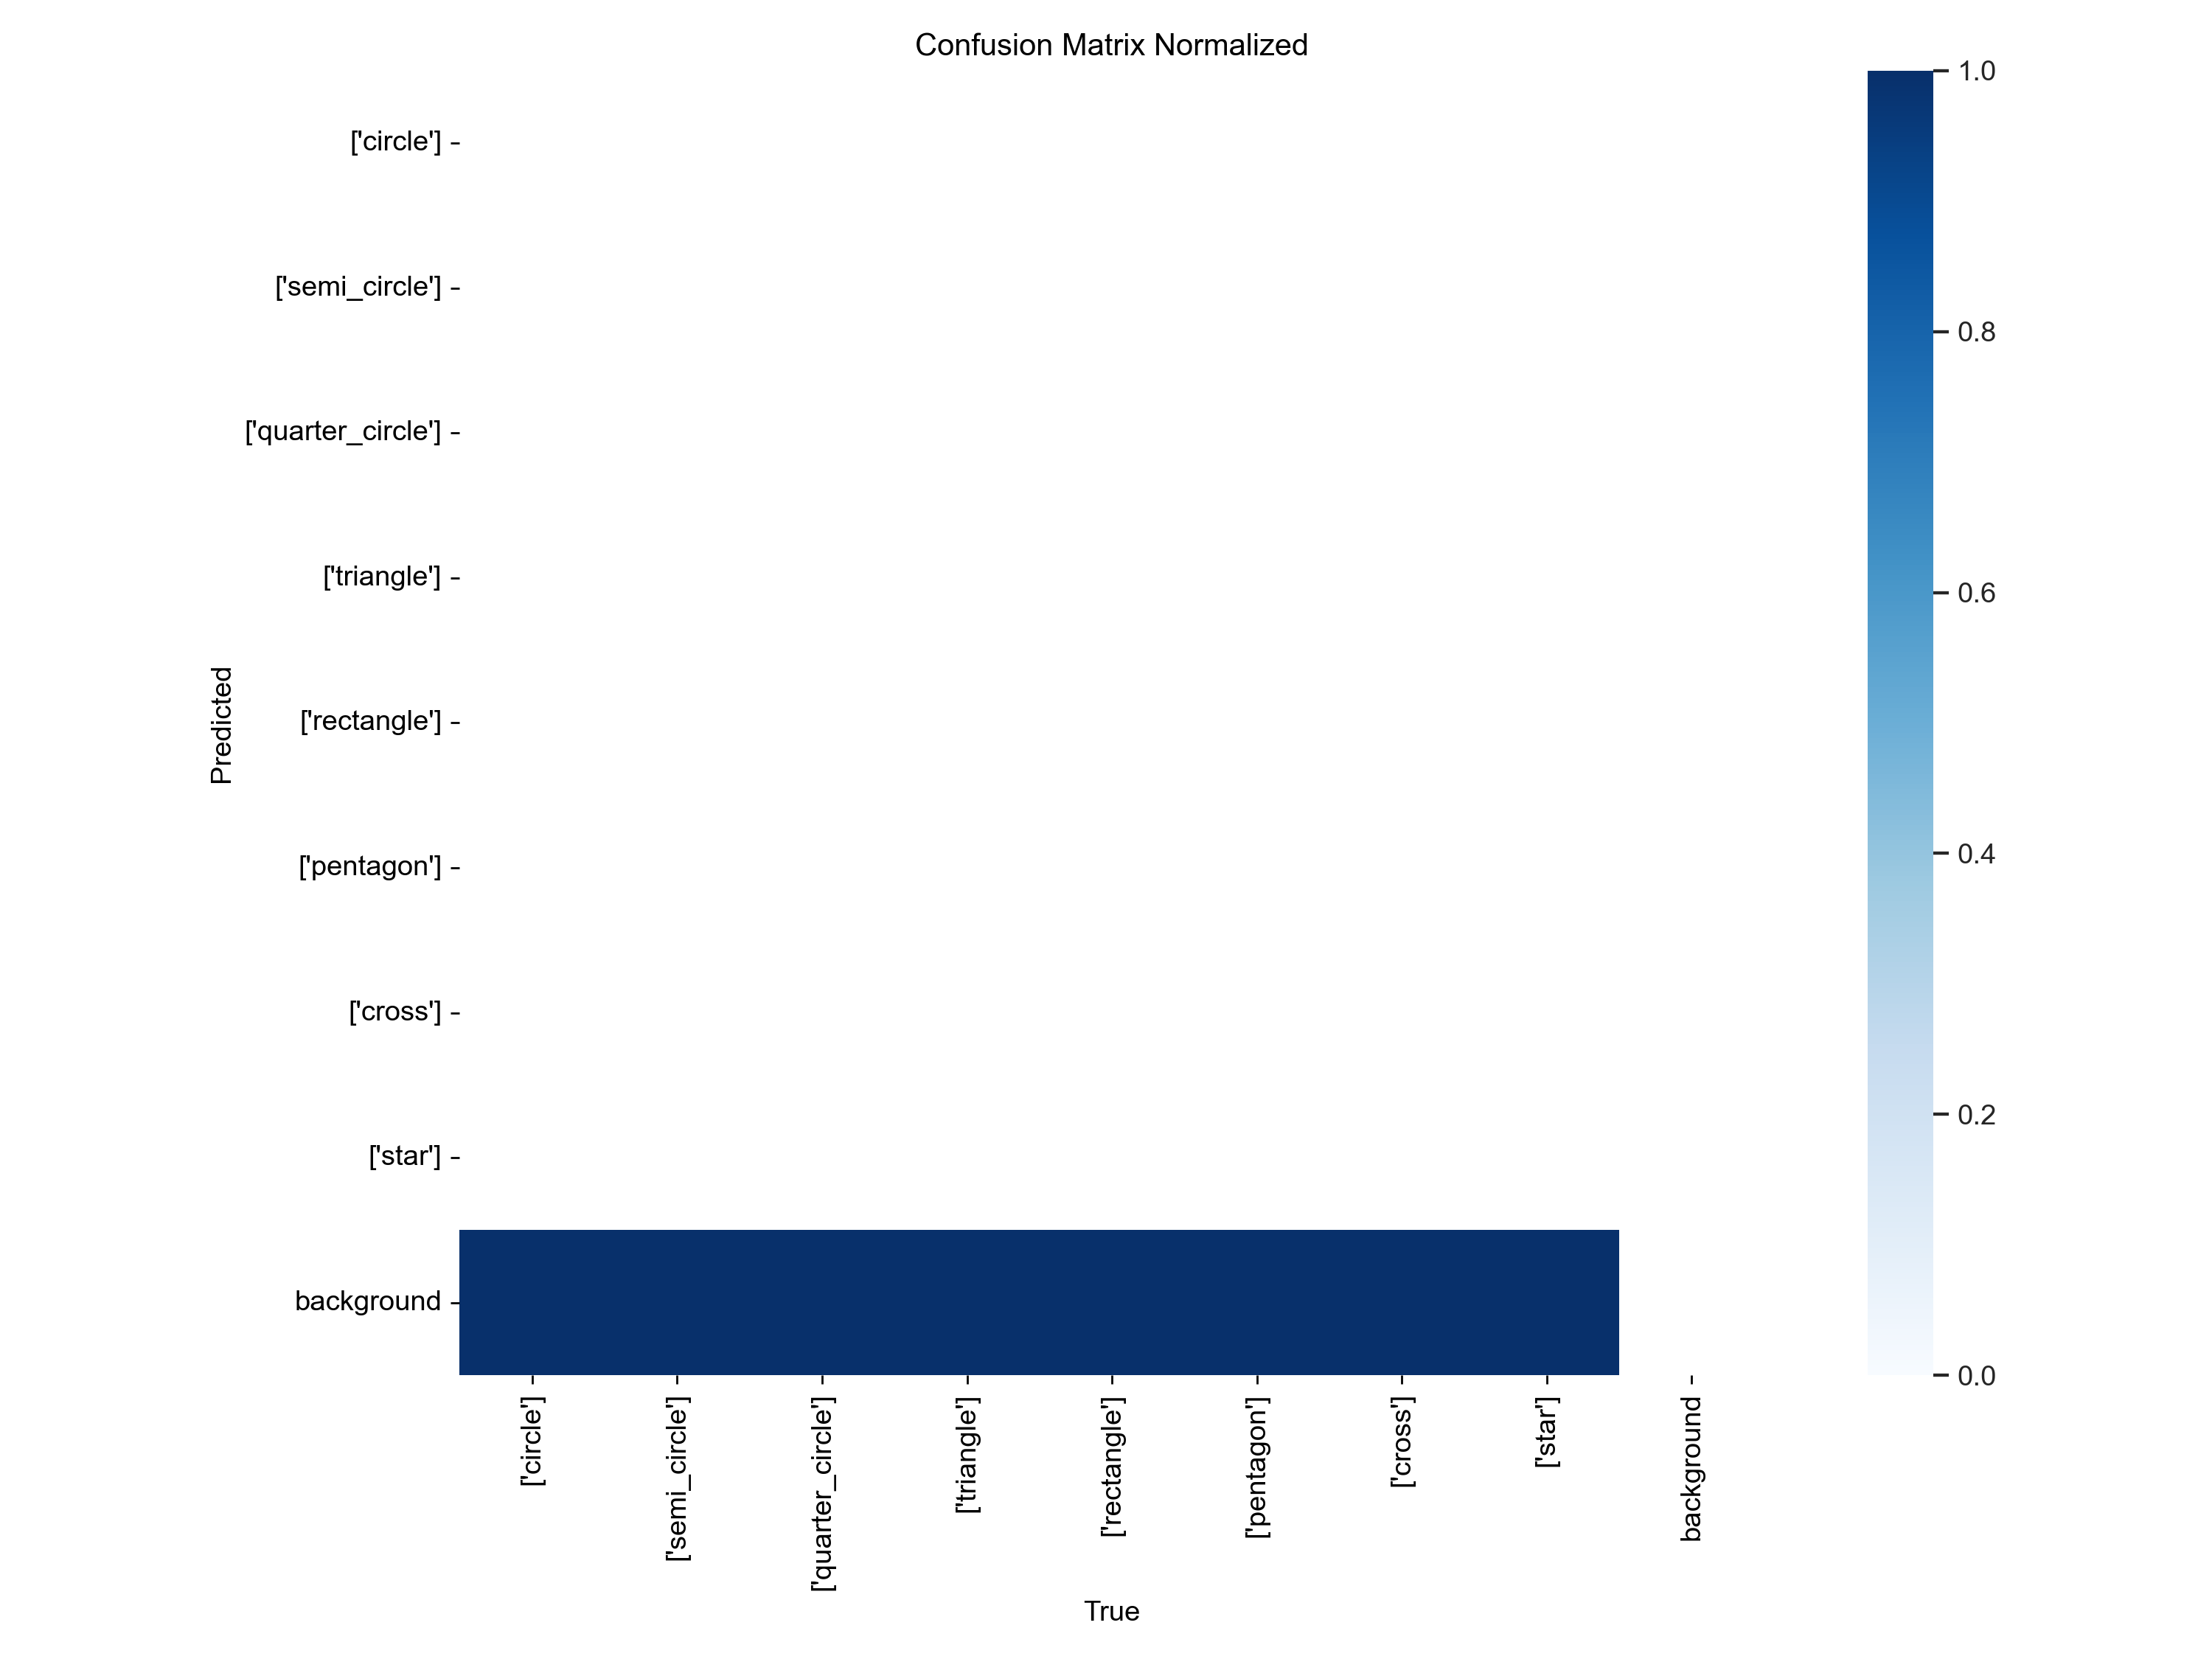 Confusion Matrix Normalized
['circle']
['semi_circle']
['quarter_circle']
['triangle']
['rectangle']
['pentagon']
['cross']
['star']
background
Predicted
['circle']
['semi_circle']
['quarter_circle']
['triangle']
['rectangle']
['pentagon']
['cross']
['star']
background
True
1.0
0.8
0.6
0.4
0.2
0.0